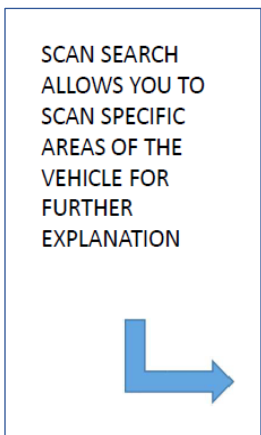 SCAN SEARCH
ALLOWS YOU TO
SCAN SPECIFIC
AREAS OF THE
VEHICLE FOR
FURTHER
EXPLANATION